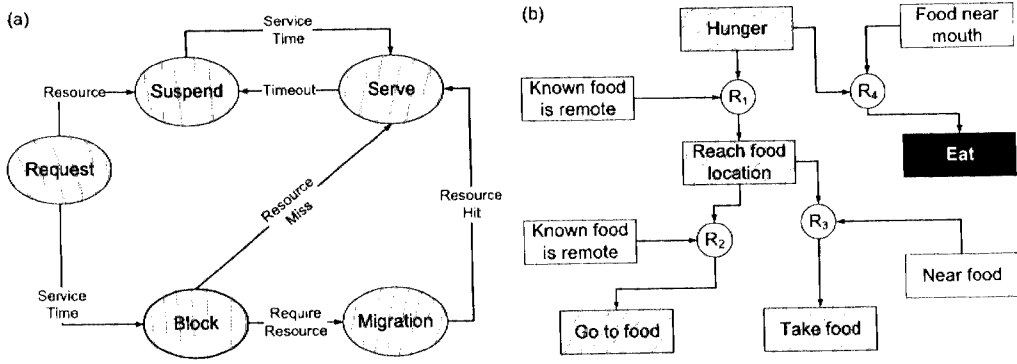 (a)
Service
Time
Resource
Suspend
Timeout
Serve
Request
Resource
Miss
Resource
Hit
Service
Time
Block
Require
Resource
Migration
(b)
Hunger
Food near
mouth
Known food
is remote
R1
R4
Eat
Reach food
location
Known food
is remote
R2
R3
Near food
Go to food
Take food